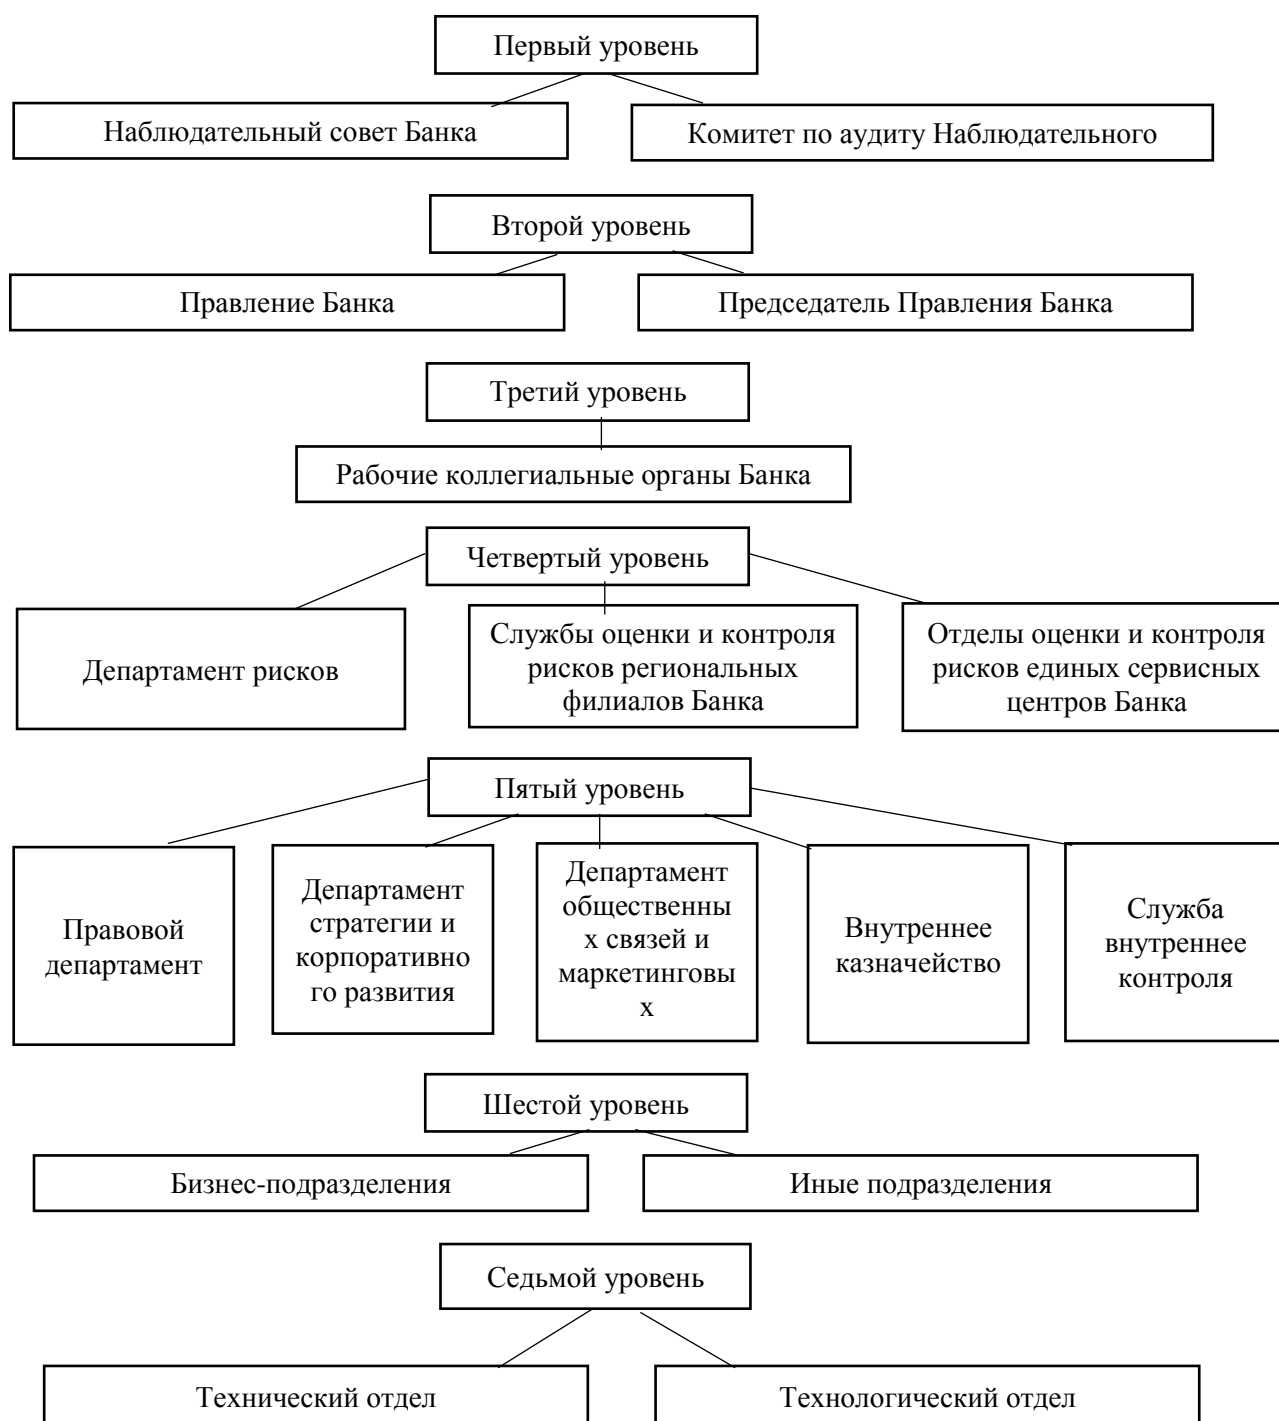 Первый уровень
Наблюдательный совет Банка
Комитет по аудиту Наблюдательного
Второй уровень
Правление Банка
Председатель Правления Банка
Третий уровень
Рабочие коллегиальные органы Банка
Четвертый уровень
Департамент рисков
Службы оценки и контроля
рисков региональных
филиалов Банка
Отделы оценки и контроля
рисков единых сервисных
центров Банка
Пятый уровень
Правовой
департамент
Департамент
стратегии и
корпоративно
го развития
Департамент
общественны
х связей и
маркетинговы
х
Внутреннее
казначейство
Служба
внутреннее
контроля
Шестой уровень
Бизнес-подразделения
Иные подразделения
Седьмой уровень
Технический отдел
Технологический отдел